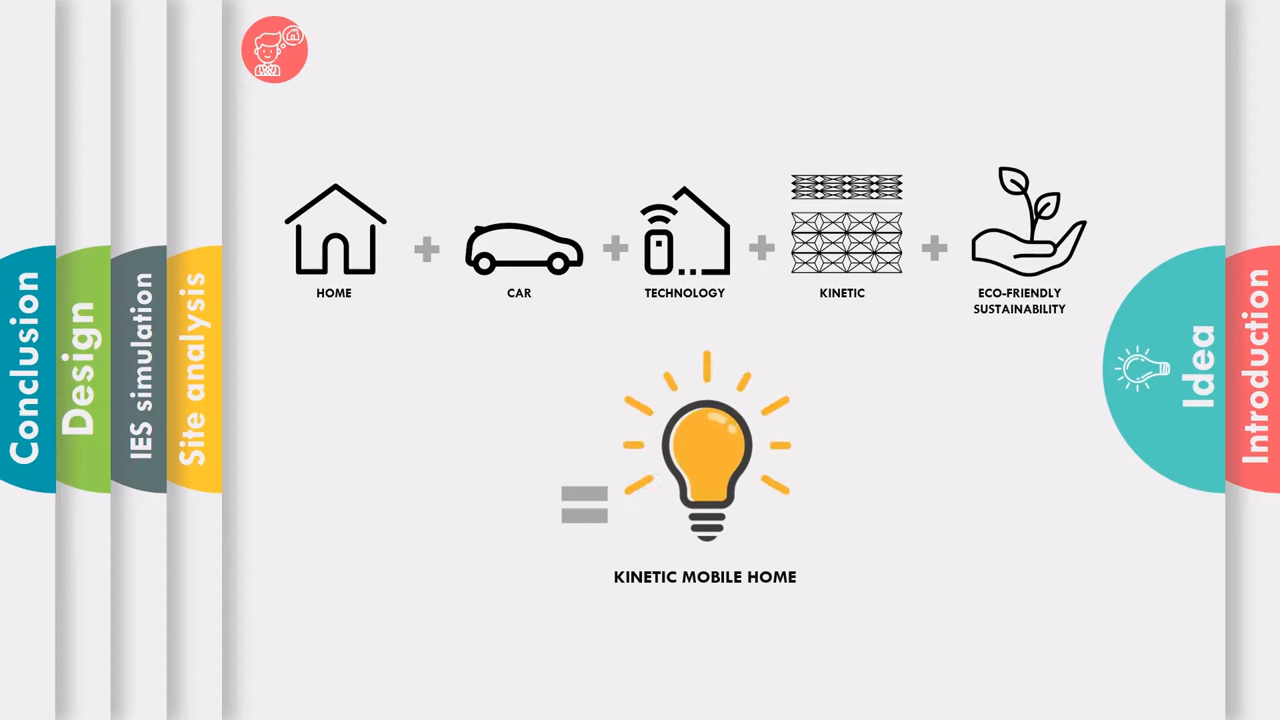 HOME
CAR
TECHNOLOGY
KINETIC
ECO-FRIENDLY
SUSTAINABILITY
KINETIC MOBILE HOME
Conclusion
Design
IES simulation
Site analysis
Idea
Introduction